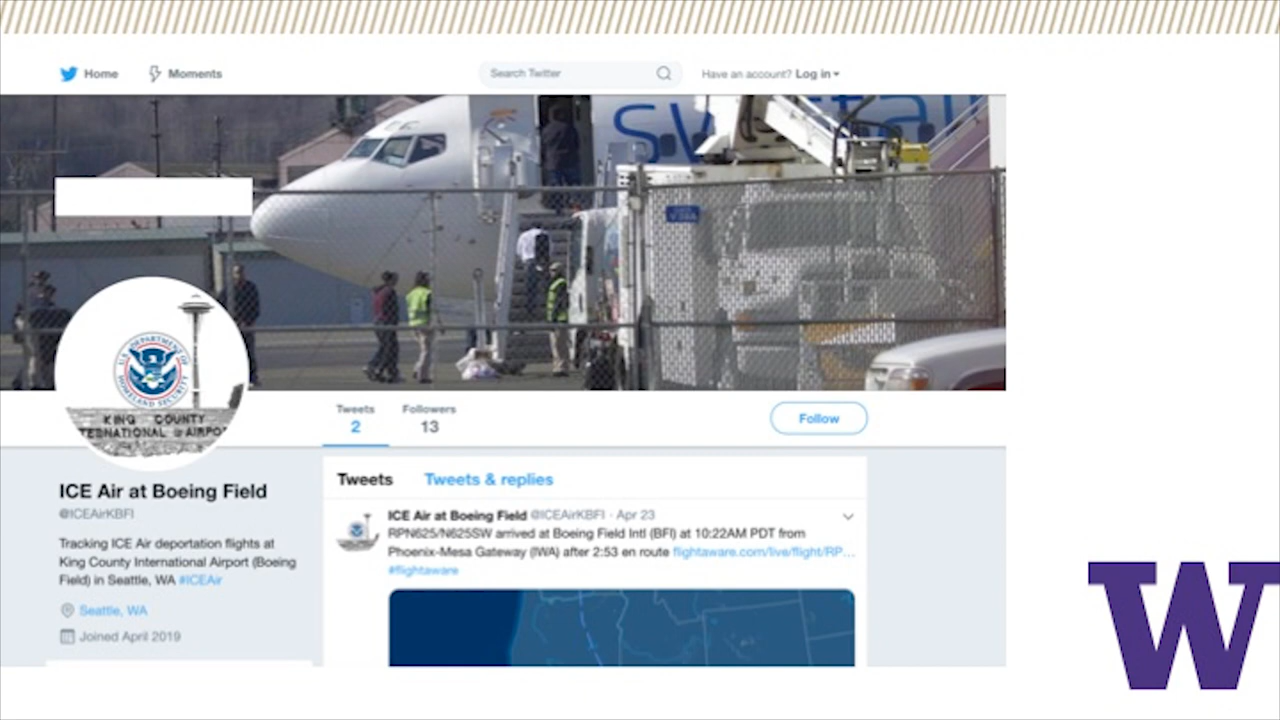 Home Moments Search Twitter Have an account? Log in
Tweets Followers
2 13
Follow
U.S. DEPARTMENT OF HOMELAND SECURITY
KING COUNTY
Tweets Tweets & replies
ICE Air at Boeing Field
@ICEAirKBFI
Tracking ICE Air deportation flights at
King County International Airport (Boeing
Field) in Seattle, WA #ICEAir
Seattle, WA
Joined April 2019
ICE Air at Boeing Field @ICEAirKBFI · Apr 23
RPN625/N625SW arrived at Boeing Field Intl (BFI) at 10:22AM PDT from
Phoenix-Mesa Gateway (IWA) after 2:53 en route flightaware.com/live/flight/RP…
#flightaware
W